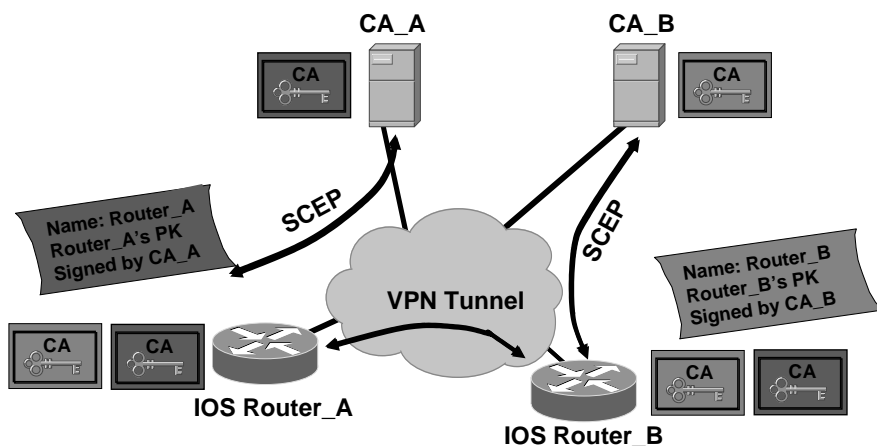 CA_A
CA_B
CA
CA
SCEP
SCEP
Name: Router_A
Router_A's PK
Signed by CA_A
Name: Router_B
Router_B's PK
Signed by CA_B
VPN Tunnel
CA
CA
CA
CA
IOS Router_A
IOS Router_B